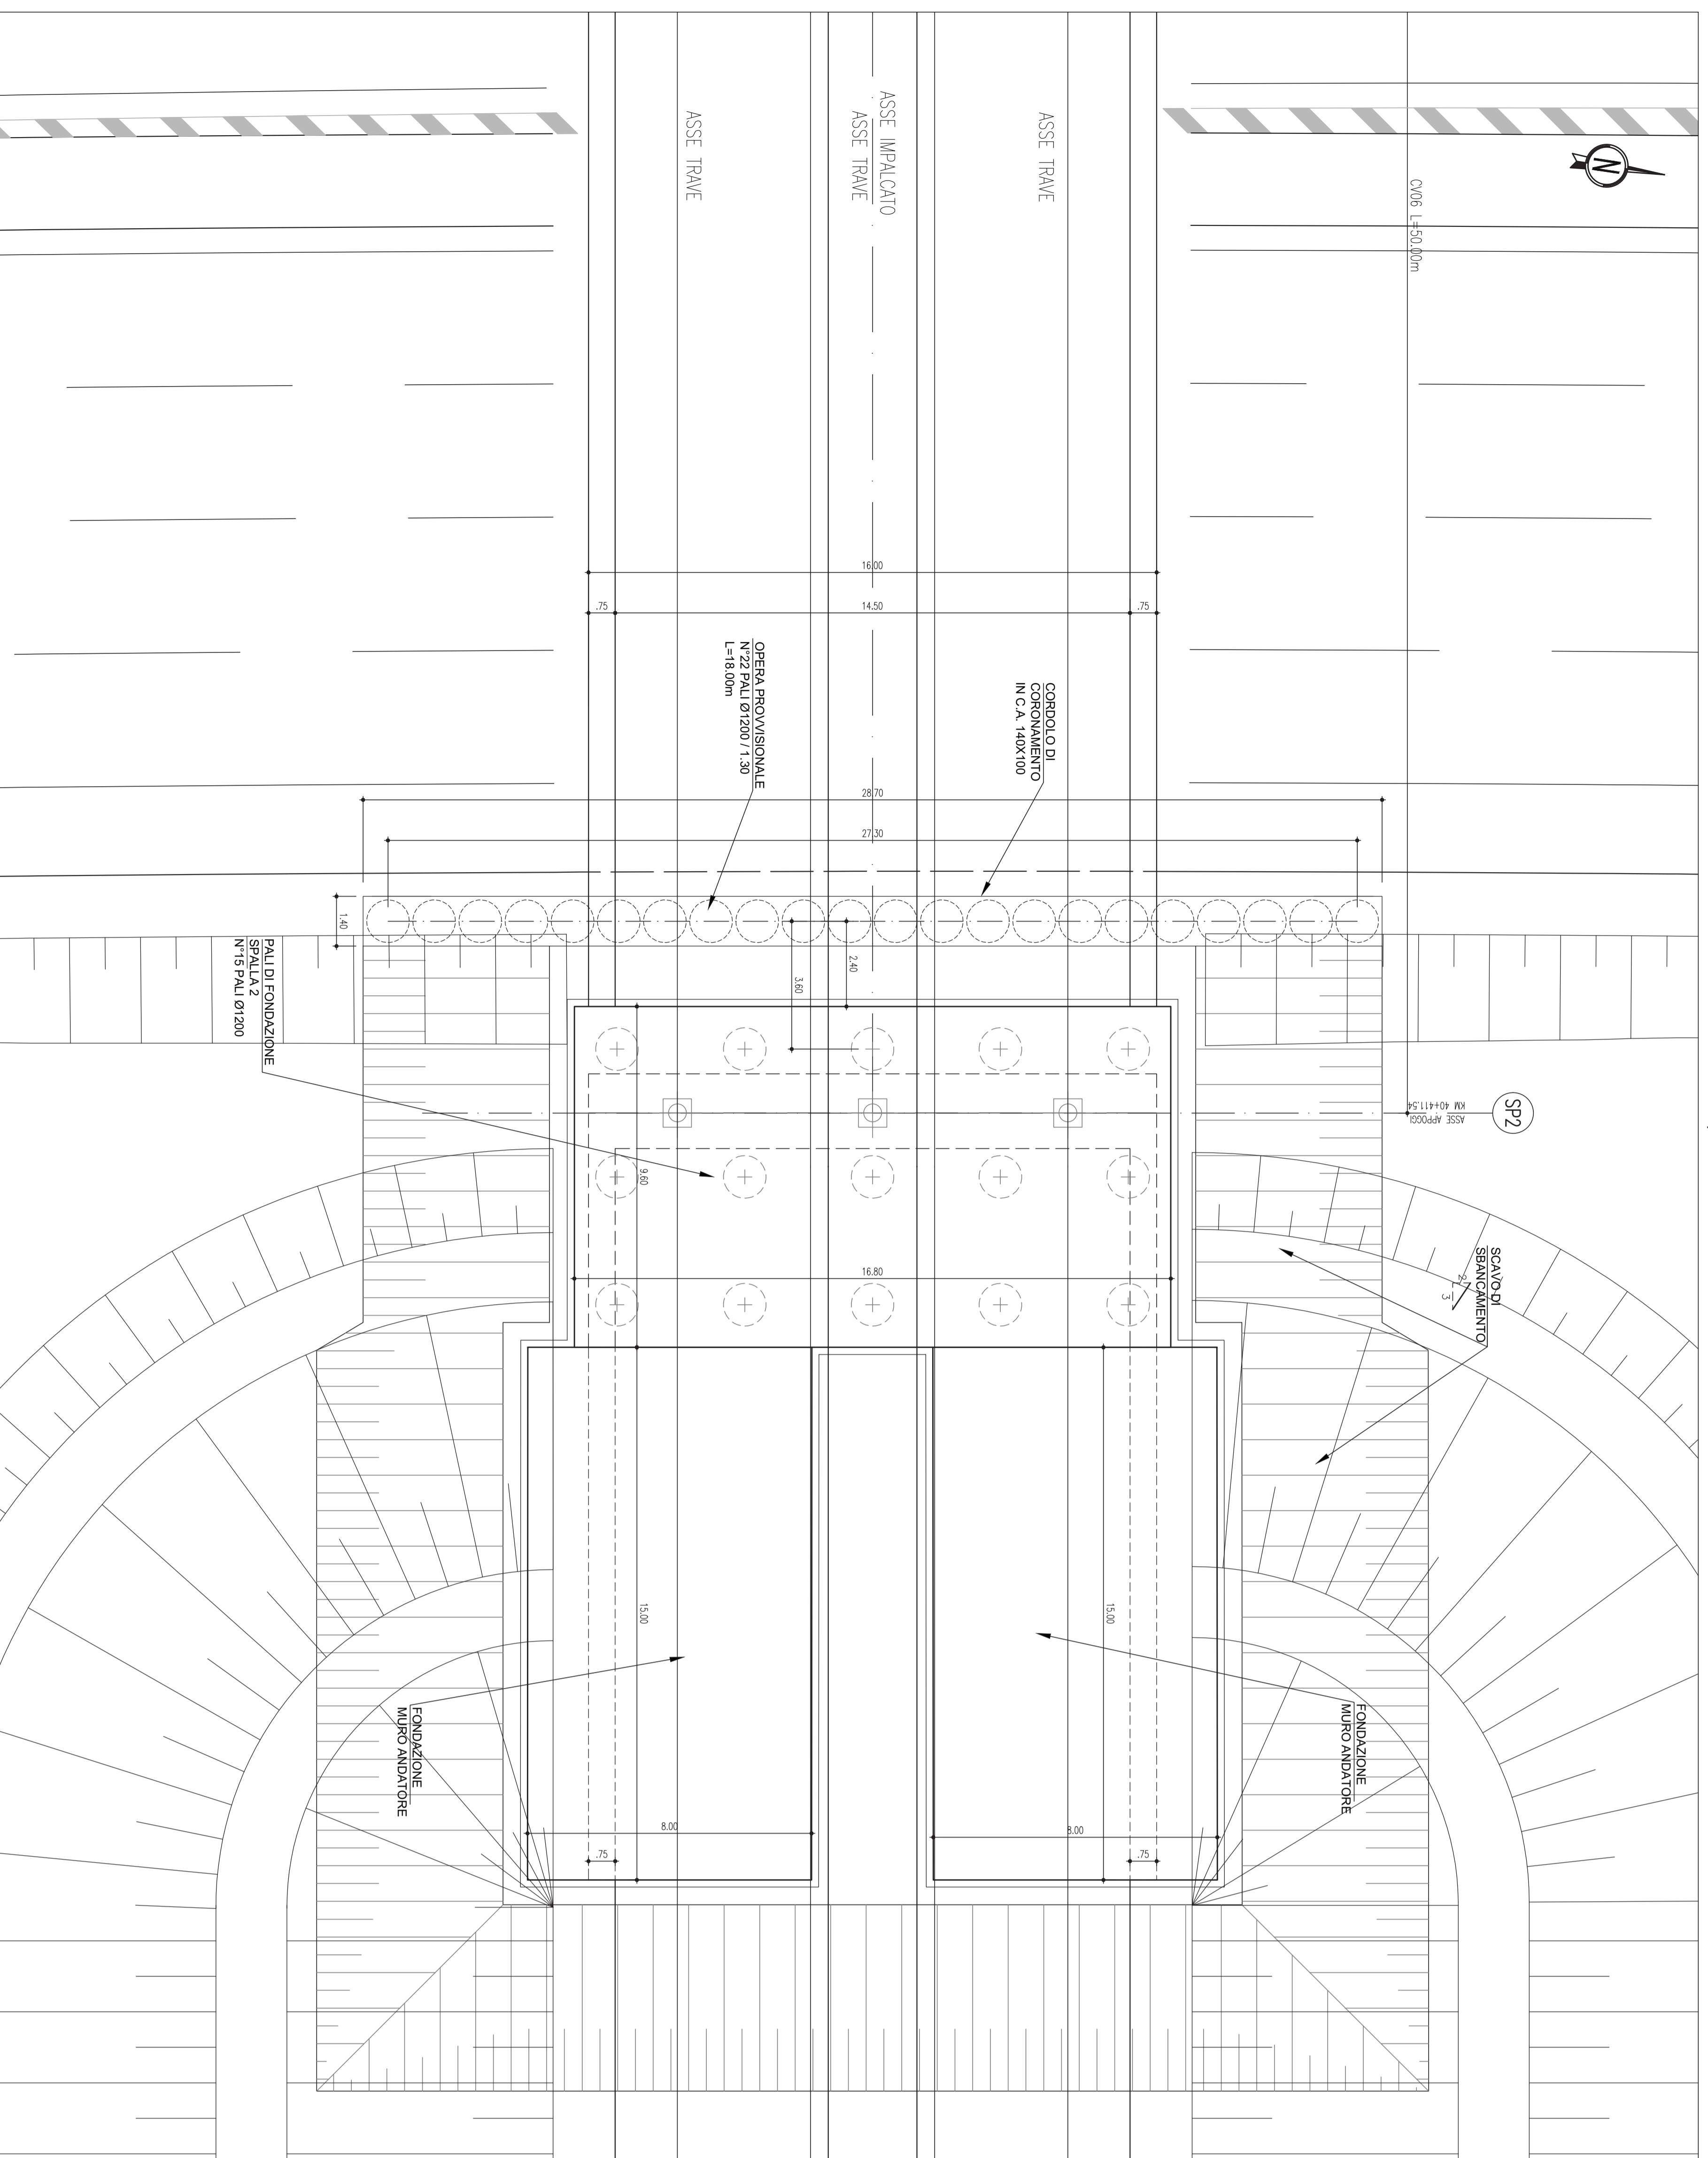 ASSE TRAVE
ASSE IMPALCATO
ASSE TRAVE
ASSE TRAVE
N
CV06 L=50.00m
16.00
.75
14.50
.75
OPERA PROVVISIONALE
N°22 PALI Ø1200 / 1.30
L=18.00m
CORDOLO DI
CORONAMENTO
IN C.A. 140X100
28.70
27.30
1.40
2.40
3.60
PALI DI FONDAZIONE
SPALLA 2
N°15 PALI Ø1200
SP2
ASSE APPOGGI
KM 40+411.54
9.60
16.80
SCAVO DI
SBANCAMENTO
2
3
15.00
15.00
FONDAZIONE
MURO ANDATORE
FONDAZIONE
MURO ANDATORE
8.00
8.00
.75
.75